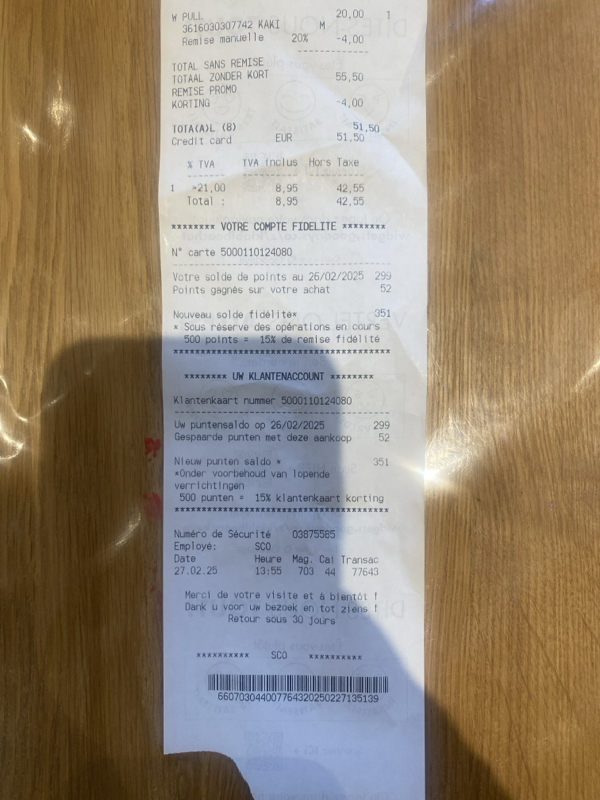 W PULL 20,00 1
3616030307742 KAKI M
Remise manuelle 20% -4,00
------------
TOTAL SANS REMISE
TOTAAL ZONDER KORT 55,50
REMISE PROMO
KORTING -4,00
TOTA(A)L (8) 51,50
Credit card EUR 51,50
% TVA TVA inclus Hors Taxe
1 -21,00 8,95 42,55
Total : 8,95 42,55
******** VOTRE COMPTE FIDELITE ********
N° carte 5000110124080
Votre solde de points au 26/02/2025 299
Points gagnés sur votre achat 52
Nouveau solde fidélité* 351
* Sous réserve des opérations en cours
500 points = 15% de remise fidélité
****************************************
******** UW KLANTENACCOUNT ********
Klantenkaart nummer 5000110124080
Uw puntensaldo op 26/02/2025 299
Gespaarde punten met deze aankoop 52
Nieuw punten saldo * 351
*Onder voorbehoud van lopende
verrichtingen
500 punten = 15% klantenkaart korting
****************************************
Numéro de Sécurité 03875585
Employé: SCO
Date Heure Mag. Cai Transac
27.02.25 13:55 703 44 77643
Merci de votre visite et à bientôt !
Dank u voor uw bezoek en tot ziens !
Retour sous 30 jours
********** SCO **********
66070304400776432025022713513​9